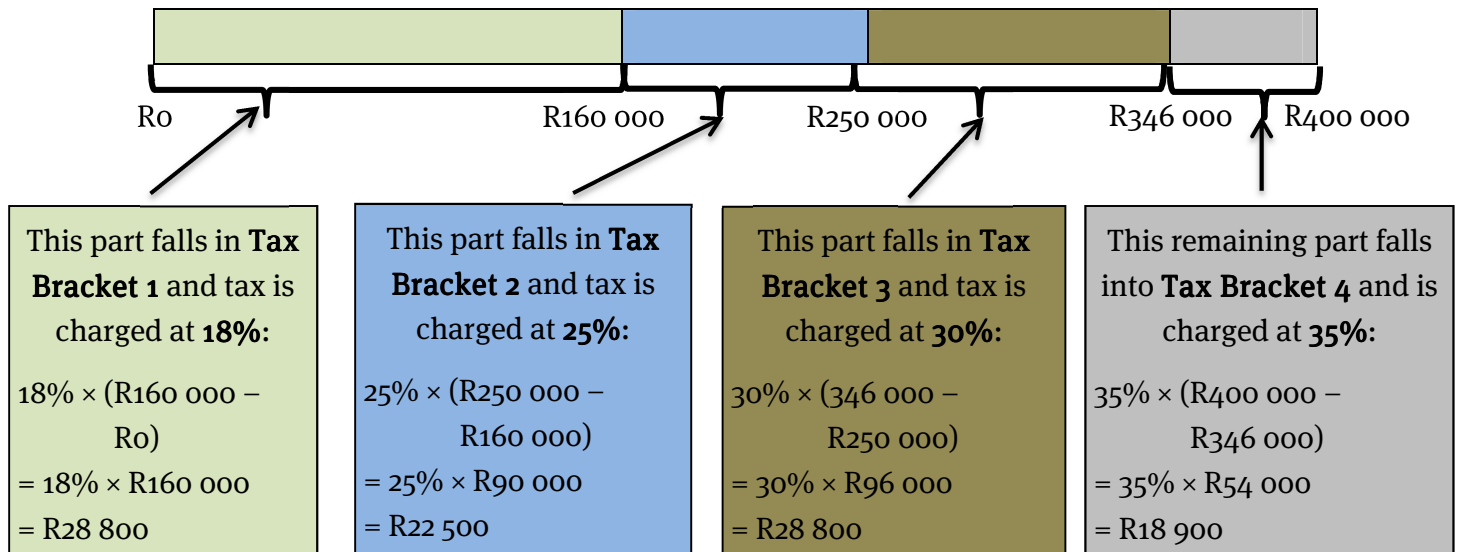 R0
R160 000
R250 000
R346 000
R400 000
This part falls in Tax
Bracket 1 and tax is
charged at 18%:
18% × (R160 000 –
R0)
= 18% × R160 000
= R28 800
This part falls in Tax
Bracket 2 and tax is
charged at 25%:
25% × (R250 000 –
R160 000)
= 25% × R90 000
= R22 500
This part falls in Tax
Bracket 3 and tax is
charged at 30%:
30% × (346 000 –
R250 000)
= 30% × R96 000
= R28 800
This remaining part falls
into Tax Bracket 4 and is
charged at 35%:
35% × (R400 000 –
R346 000)
= 35% × R54 000
= R18 900